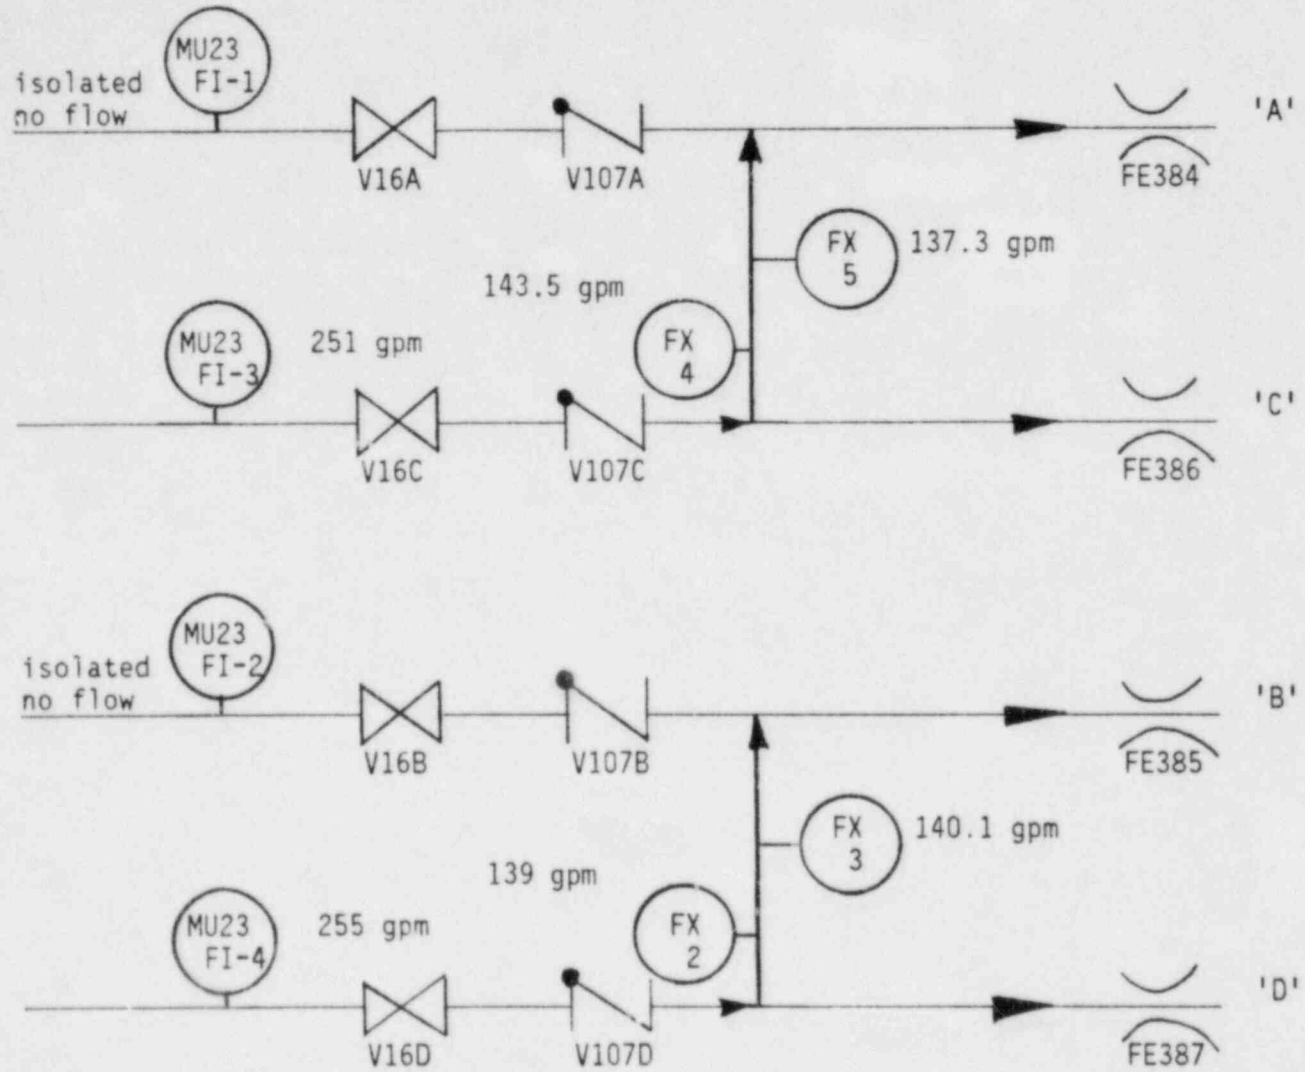 MU23
FI-1
isolated
no flow
'A'
V16A
V107A
FE384
FX
5
137.3 gpm
143.5 gpm
MU23
FI-3
251 gpm
FX
4
'C'
V16C
V107C
FE386
MU23
FI-2
isolated
no flow
'B'
V16B
V107B
FE385
FX
3
140.1 gpm
139 gpm
MU23
FI-4
255 gpm
FX
2
'D'
V16D
V107D
FE387